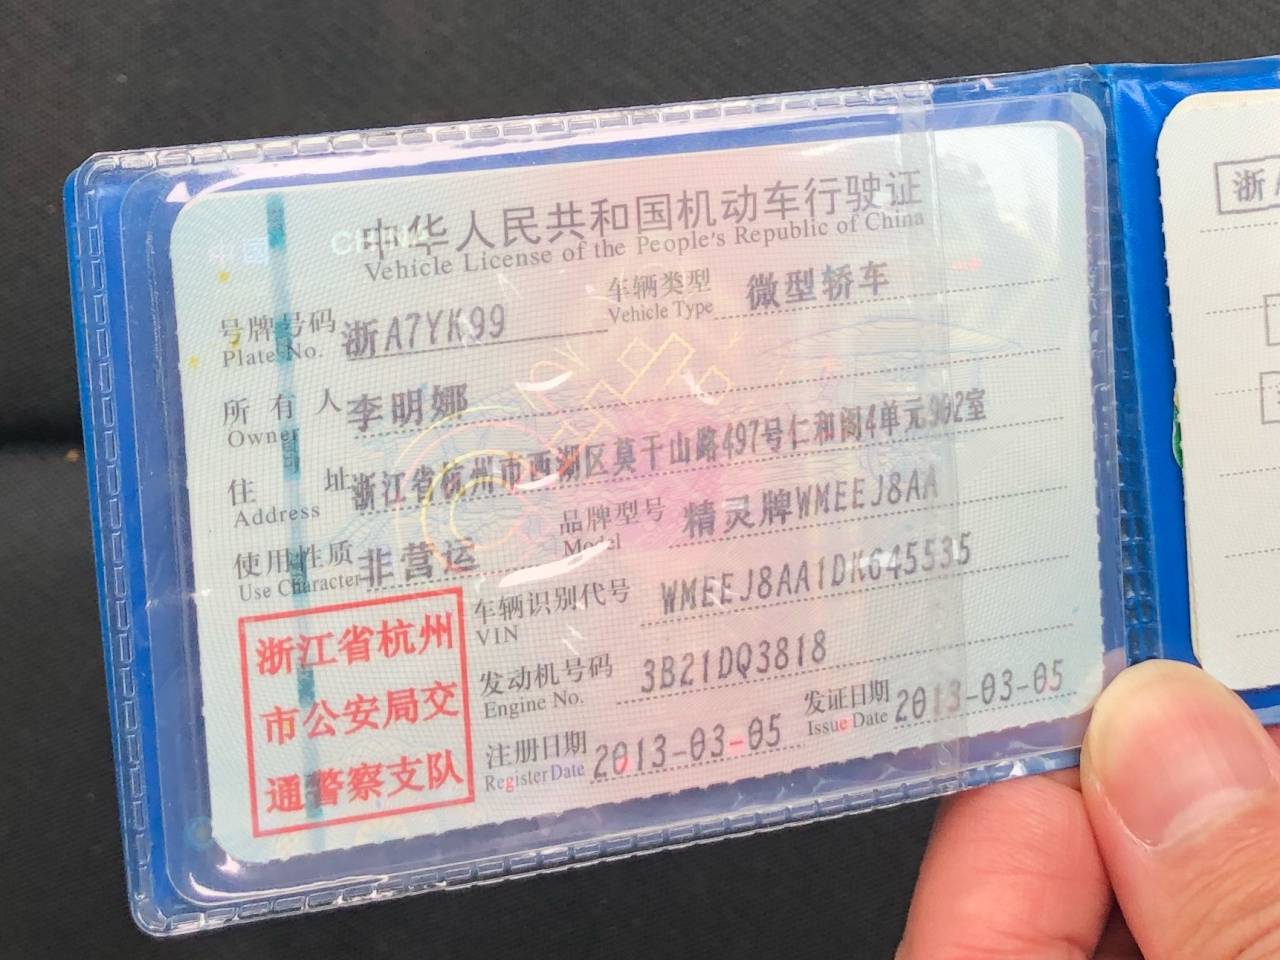 中国 CHINA
中华人民共和国机动车行驶证
Vehicle License of the People's Republic of China
号牌号码 浙A7YK99 车辆类型 微型轿车
Plate No. Vehicle Type
所有人 李明娜
Owner
住址 浙江省杭州市西湖区莫干山路497号仁和阁4单元902室
Address
使用性质 非营运 品牌型号 精灵牌WMEEJ8AA
Use Character Model
车辆识别代号 WMEEJ8AA1DK645535
VIN
发动机号码 3B21DQ3818
Engine No.
注册日期 2013-03-05 发证日期 2013-03-05
Register Date Issue Date
浙江省杭州
市公安局交
通警察支队
浙